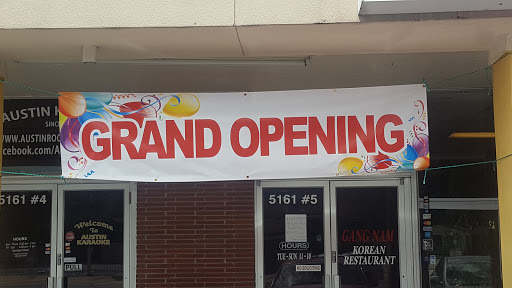 GRAND OPENING
AUSTIN
SINC
WWW.AUSTINRO
cebook.com/A
5161 #4
Welcome
To
AUSTIN
KARAOKE
HOURS
PULL
5161 #5
HOURS
TUE-SUN 11-10
NO SOLICITING
GANG NAM
KOREAN
RESTAURANT